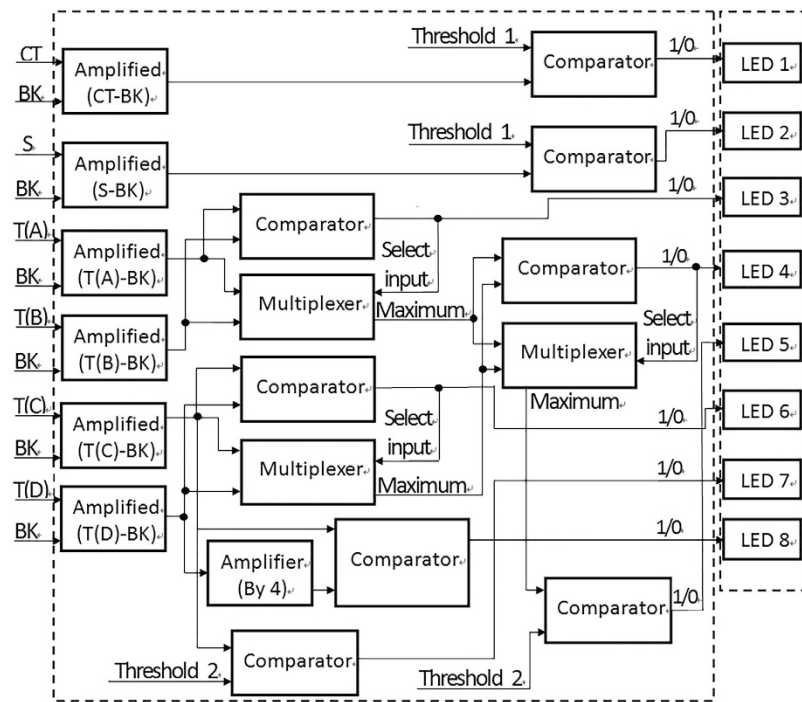 CT
Amplified
(CT-BK)
BK
Threshold 1
Comparator
1/0
LED 1
S
Amplified
(S-BK)
BK
Threshold 1
Comparator
1/0
LED 2
T(A)
Amplified
(T(A)-BK)
BK
Comparator
1/0
LED 3
Select
input
Multiplexer
Maximum
Comparator
1/0
LED 4
T(B)
Amplified
(T(B)-BK)
BK
Select
input
Multiplexer
Maximum
LED 5
T(C)
Amplified
(T(C)-BK)
BK
Comparator
Select
input
1/0
LED 6
Multiplexer
Maximum
T(D)
Amplified
(T(D)-BK)
BK
1/0
LED 7
Amplifier
(By 4)
Comparator
1/0
LED 8
Comparator
1/0
Threshold 2
Comparator
Threshold 2